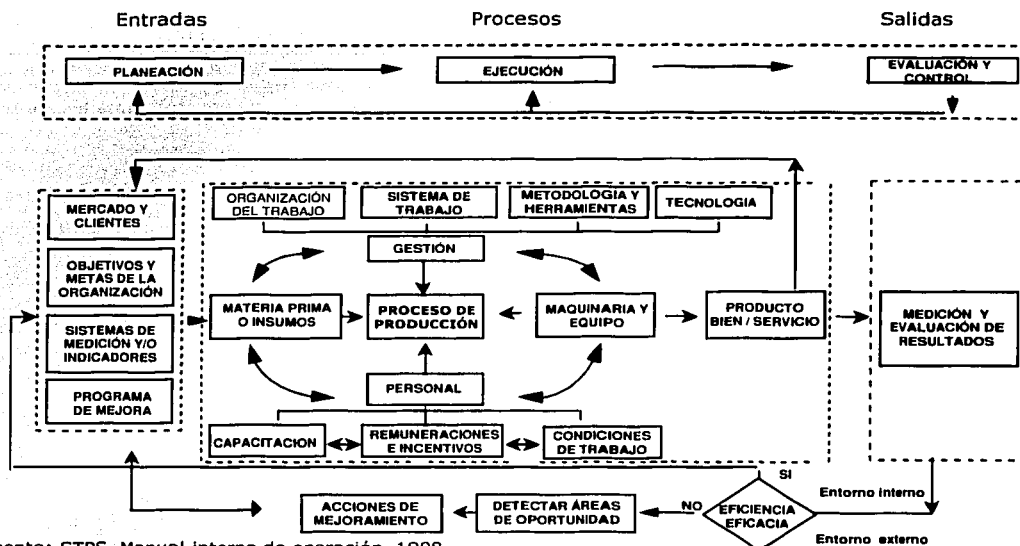 Entradas
Procesos
Salidas
PLANEACIÓN
EJECUCIÓN
EVALUACIÓN Y
CONTROL
MERCADO Y
CLIENTES
OBJETIVOS Y
METAS DE LA
ORGANIZACIÓN
SISTEMAS DE
MEDICIÓN Y/O
INDICADORES
PROGRAMA
DE MEJORA
ORGANIZACIÓN
DEL TRABAJO
SISTEMA DE
TRABAJO
METODOLOGIA Y
HERRAMIENTAS
TECNOLOGIA
GESTIÓN
MATERIA PRIMA
O INSUMOS
PROCESO DE
PRODUCCIÓN
MAQUINARIA Y
EQUIPO
PRODUCTO
BIEN / SERVICIO
MEDICIÓN Y
EVALUACIÓN DE
RESULTADOS
PERSONAL
CAPACITACION
REMUNERACIONES
E INCENTIVOS
CONDICIONES
DE TRABAJO
SI
NO
EFICIENCIA
EFICACIA
Entorno interno
Entorno externo
DETECTAR ÁREAS
DE OPORTUNIDAD
ACCIONES DE
MEJORAMIENTO
STPS, Manual interno de operación